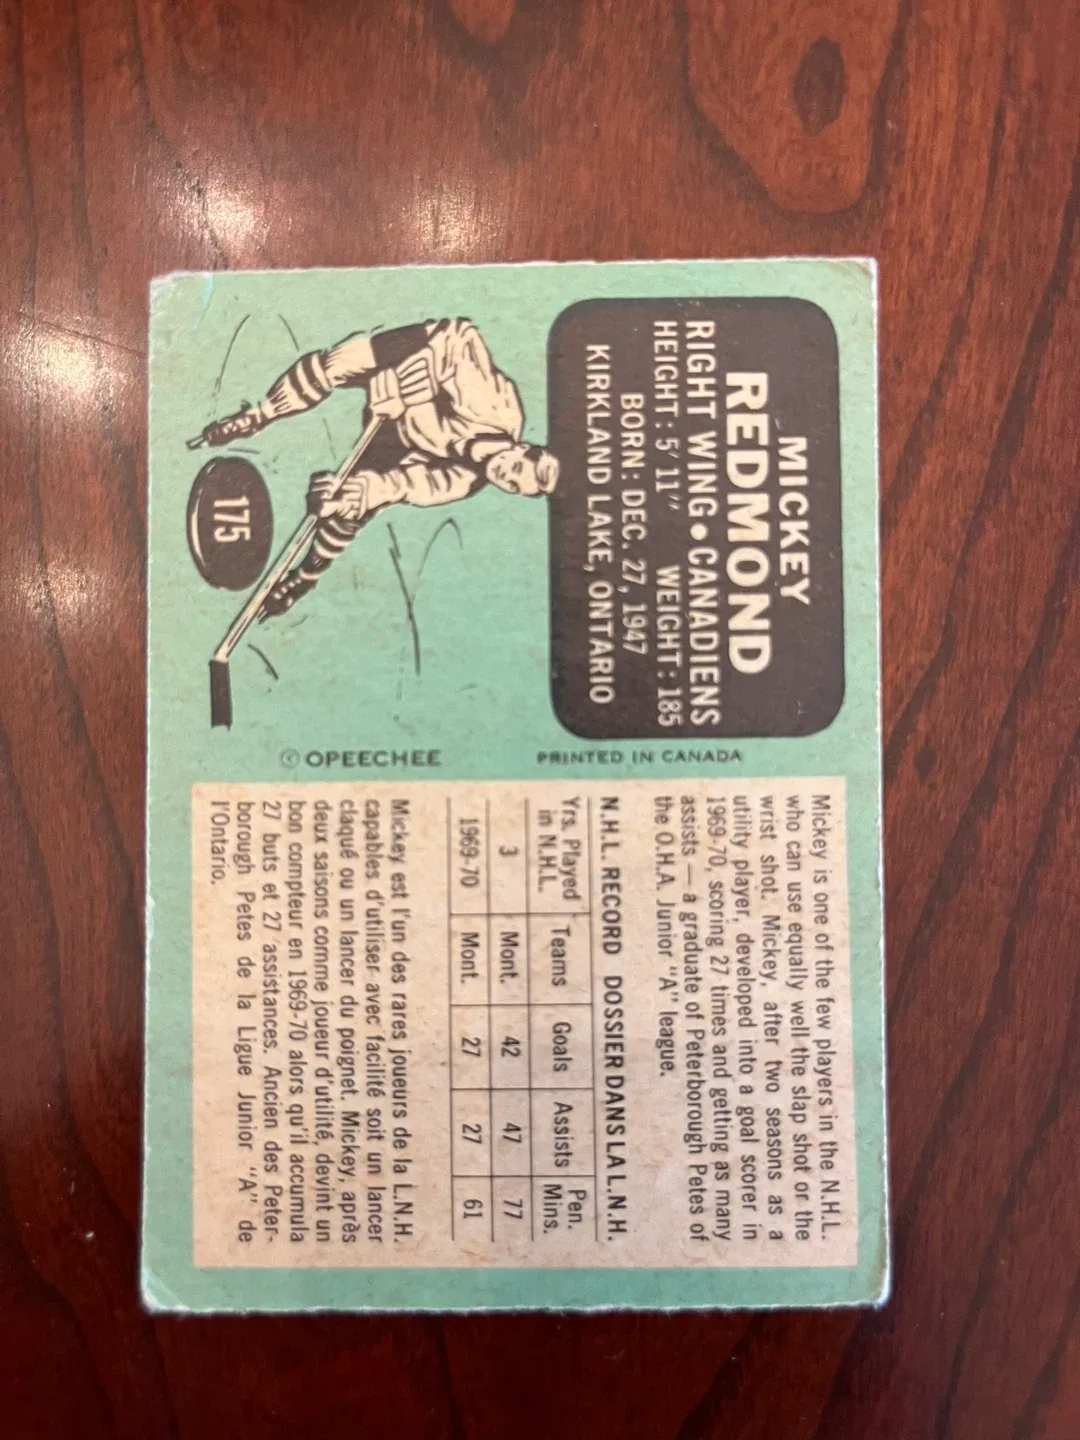 MICKEY
REDMOND
RIGHT WING • CANADIENS
HEIGHT: 5' 11" WEIGHT: 185
BORN: DEC. 27, 1947
KIRKLAND LAKE, ONTARIO
175
© OPEECHEE
PRINTED IN CANADA
Mickey is one of the few players in the N.H.L.
who can use equally well the slap shot or the
wrist shot. Mickey, after two seasons as a
utility player, developed into a goal scorer in
1969-70, scoring 27 times and getting as many
assists — a graduate of Peterborough Petes of
the O.H.A. Junior "A" league.
N.H.L. RECORD DOSSIER DANS LA L.N.H.
Yrs. Played in N.H.L. Teams Goals Assists Pen. Mins.
3 Mont. 42 47 77
1969-70 Mont. 27 27 61
Mickey est l'un des rares joueurs de la L.N.H.
capables d'utiliser avec facilité soit un lancer
claqué ou un lancer du poignet. Mickey, après
deux saisons comme joueur d'utilité, devint un
bon compteur en 1969-70 alors qu'il accumula
27 buts et 27 assistances. Ancien des Peter-
borough Petes de la Ligue Junior "A" de
l'Ontario.